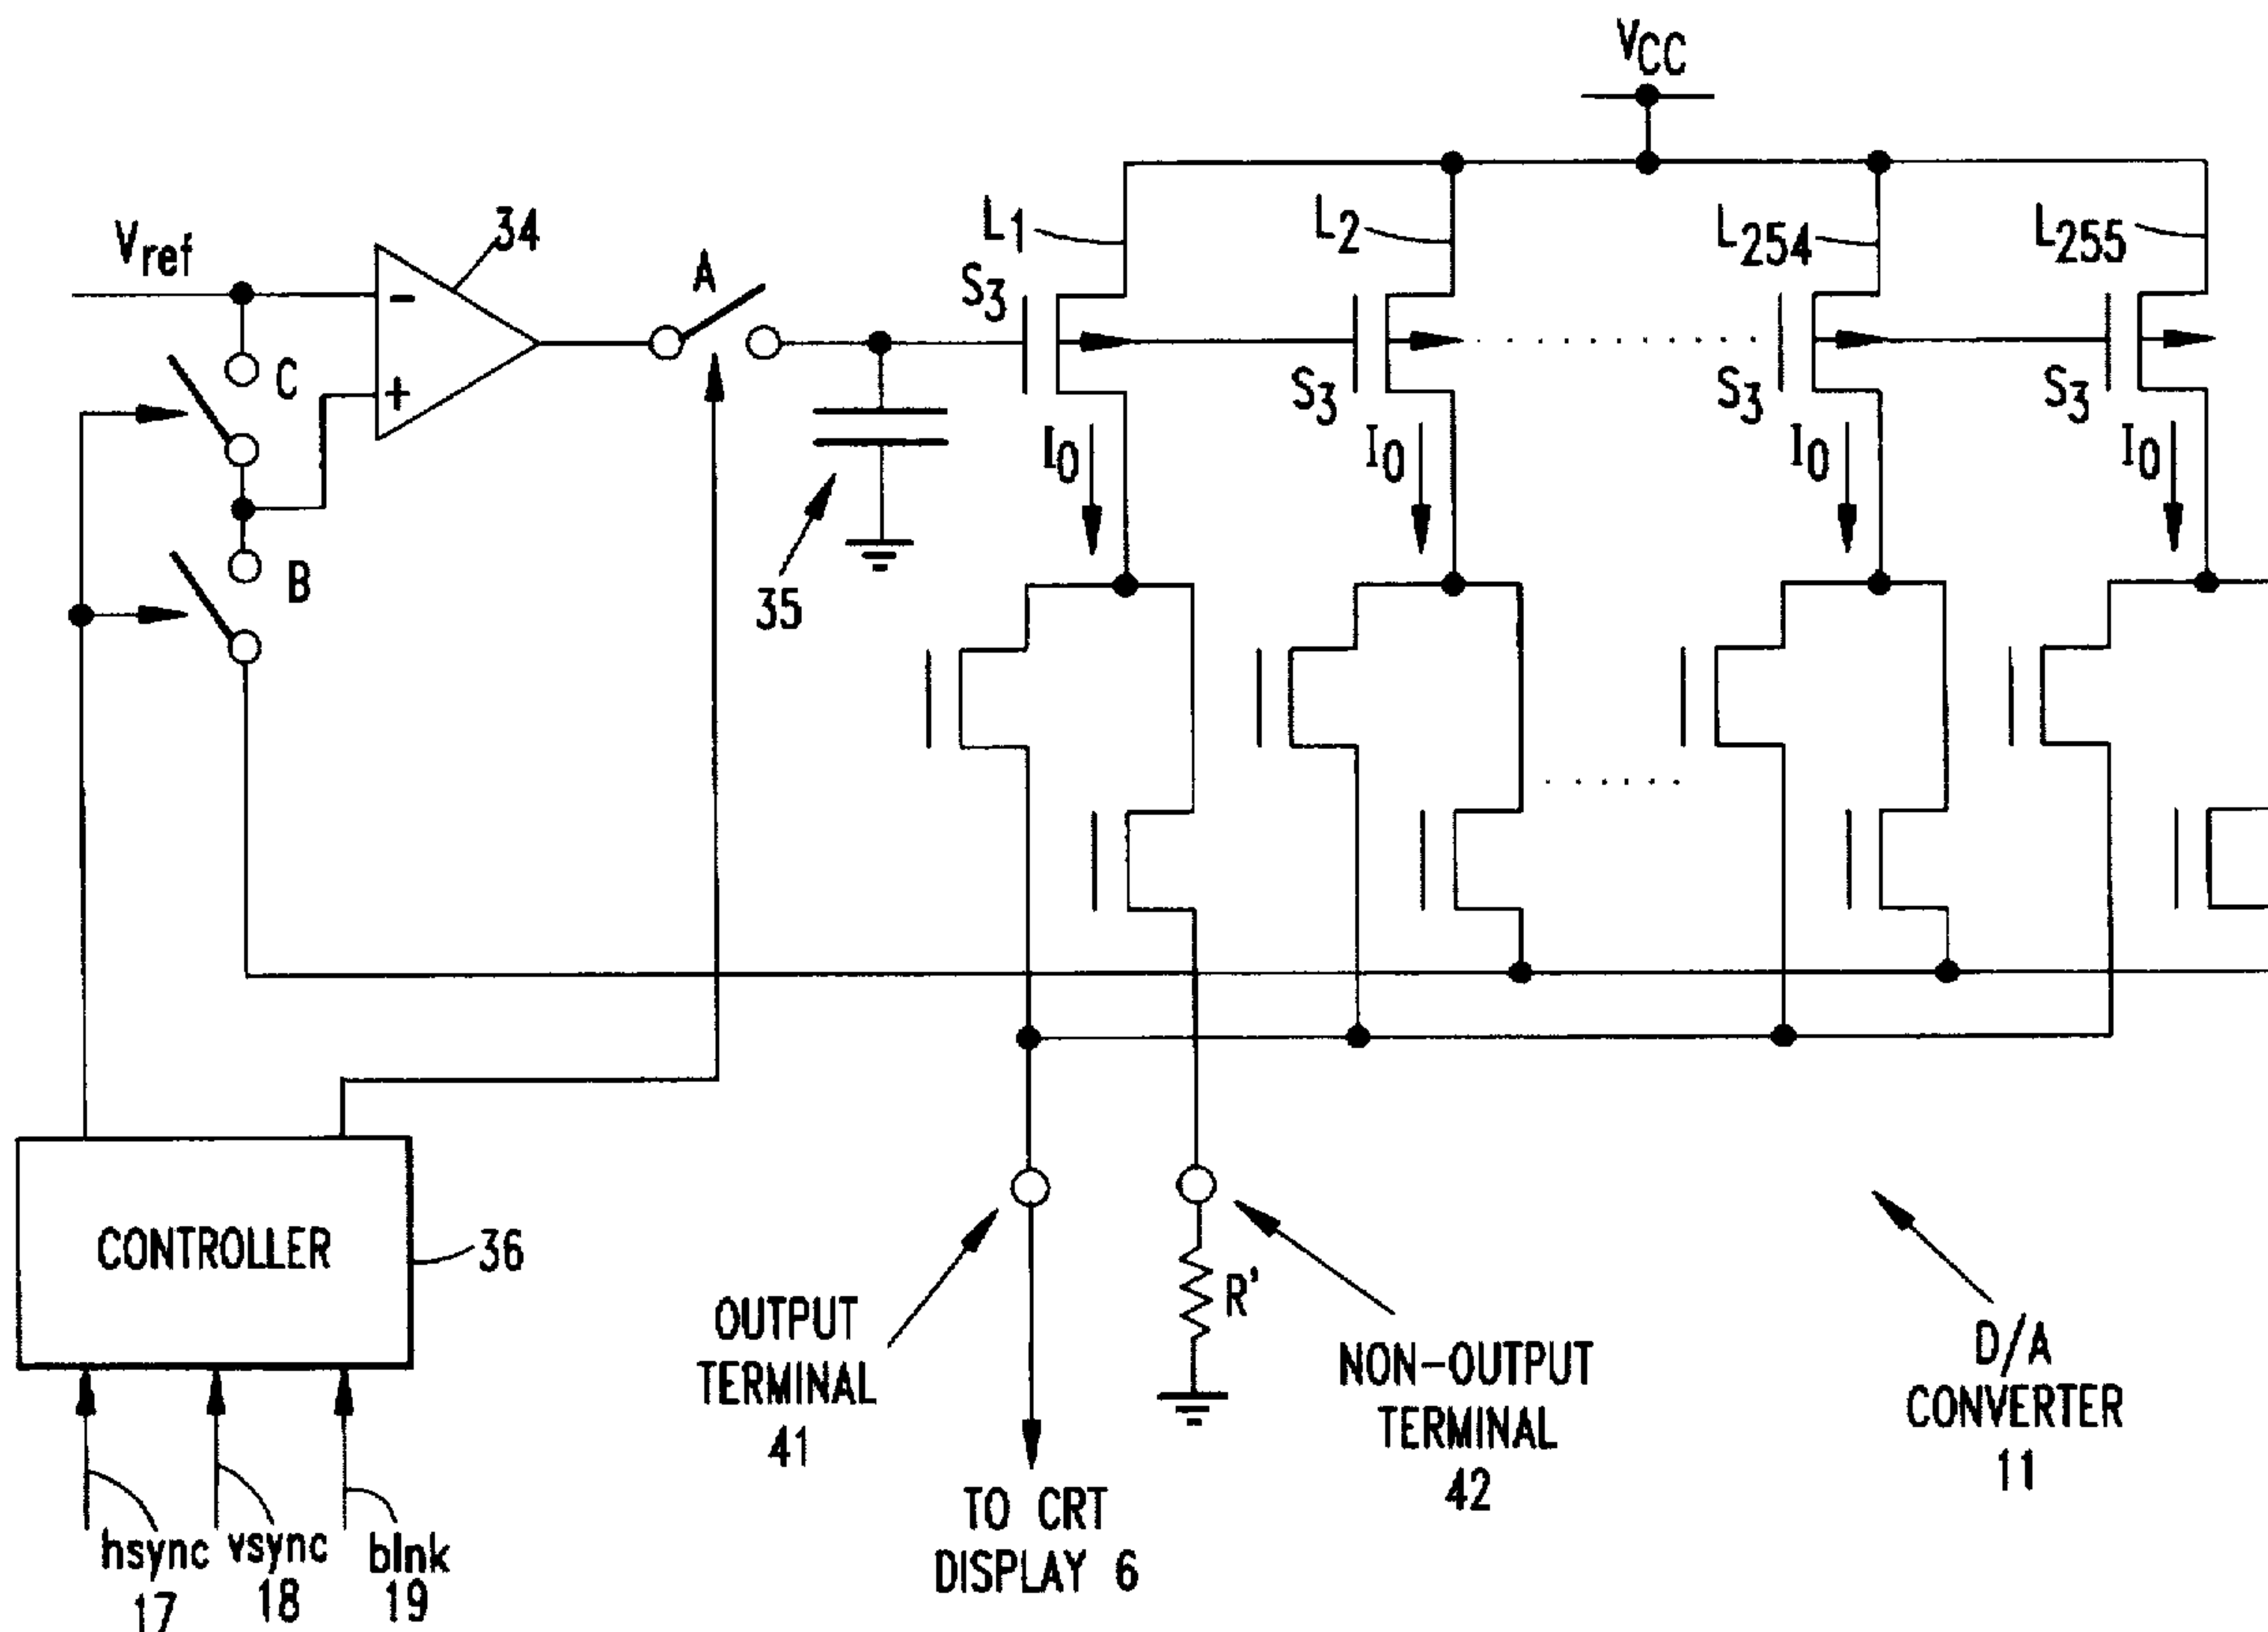 VCC
L1
L2
L254
L255
Vref
34
A
S3
-
C
+
S3
S3
S3
I0
I0
I0
I0
B
35
CONTROLLER
36
R'
OUTPUT
TERMINAL
41
NON-OUTPUT
TERMINAL
42
D/A
CONVERTER
11
TO CRT
DISPLAY 6
hsync
17
vsync
18
blnk
19